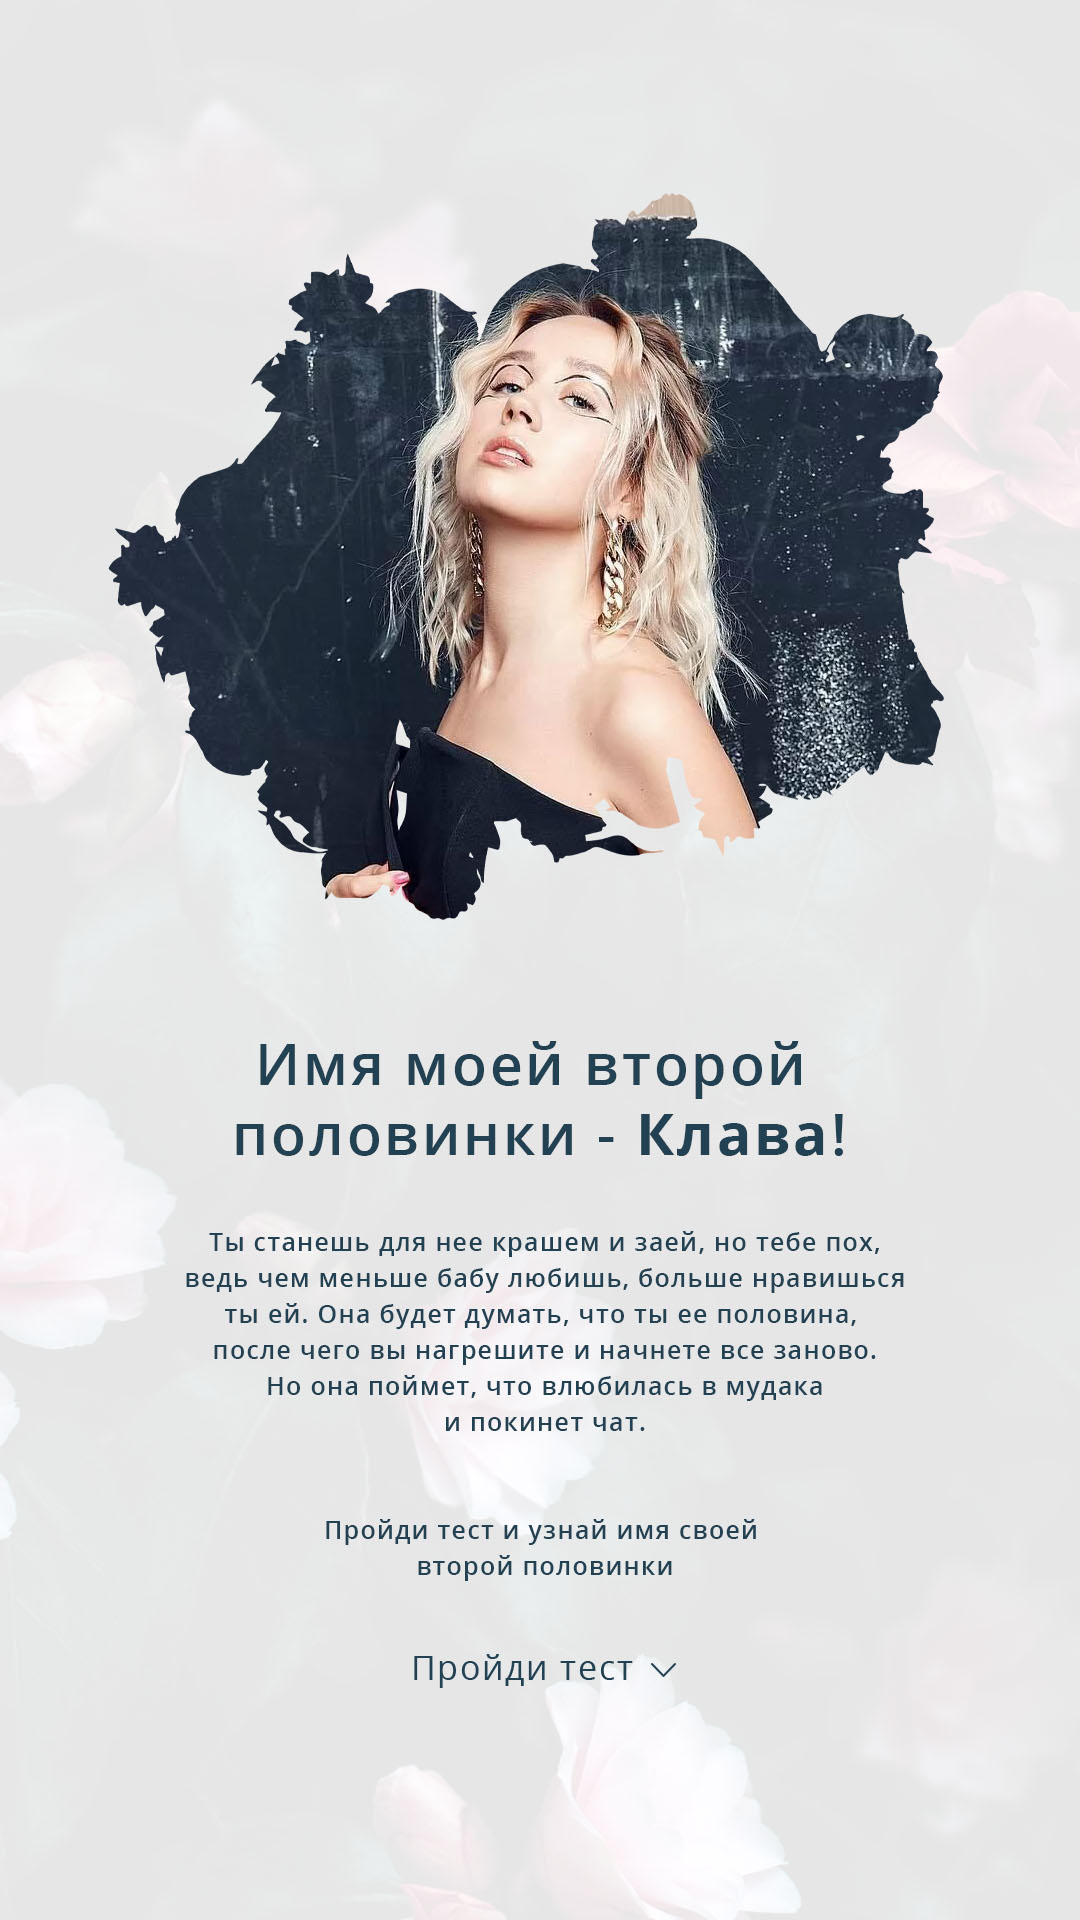 Имя моей второй
половинки - Клава!
Ты станешь для нее крашем и заей, но тебе пох,
ведь чем меньше бабу любишь, больше нравишься
ты ей. Она будет думать, что ты ее половина,
после чего вы нагрешите и начнете все заново.
Но она поймет, что влюбилась в мудака
и покинет чат.
Пройди тест и узнай имя своей
второй половинки
Пройди тест